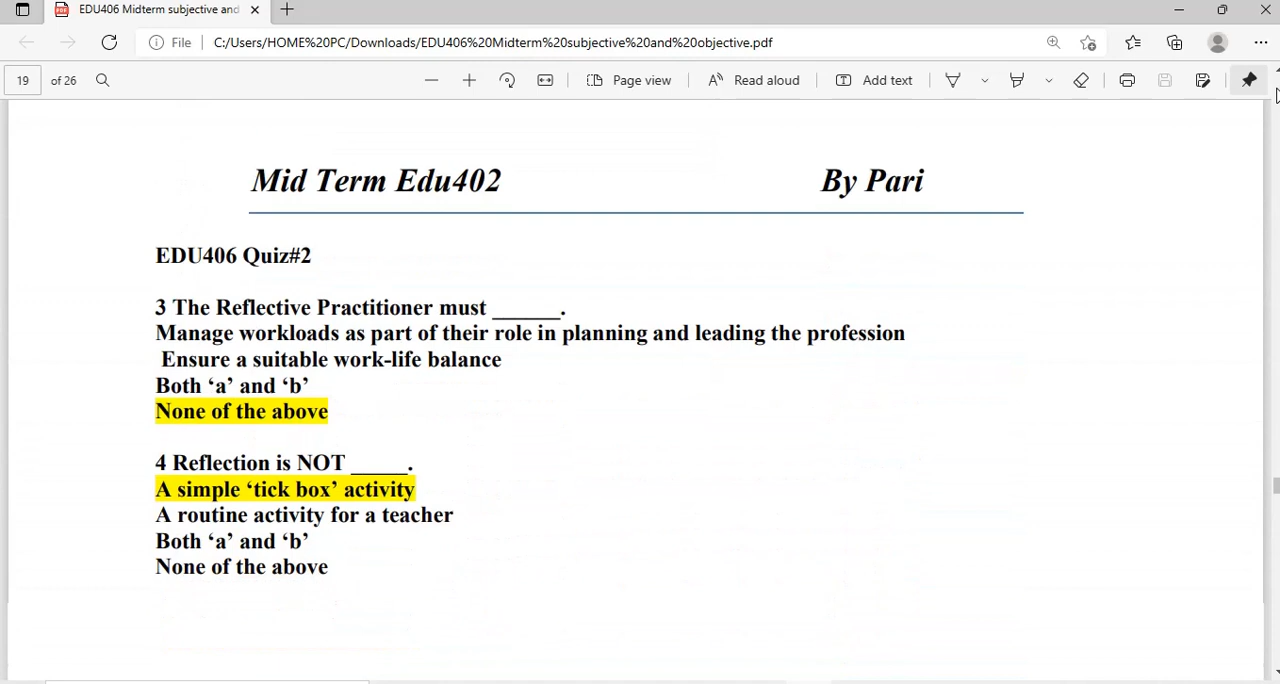 EDU406 Midterm subjective and
File C:/Users/HOME%20PC/Downloads/EDU406%20Midterm%20subjective%20and%20objective.pdf
19 of 26 Page view Read aloud Add text
Mid Term Edu402 By Pari
EDU406 Quiz#2
3 The Reflective Practitioner must ______.
Manage workloads as part of their role in planning and leading the profession
Ensure a suitable work-life balance
Both ‘a’ and ‘b’
None of the above
4 Reflection is NOT _____.
A simple ‘tick box’ activity
A routine activity for a teacher
Both ‘a’ and ‘b’
None of the above